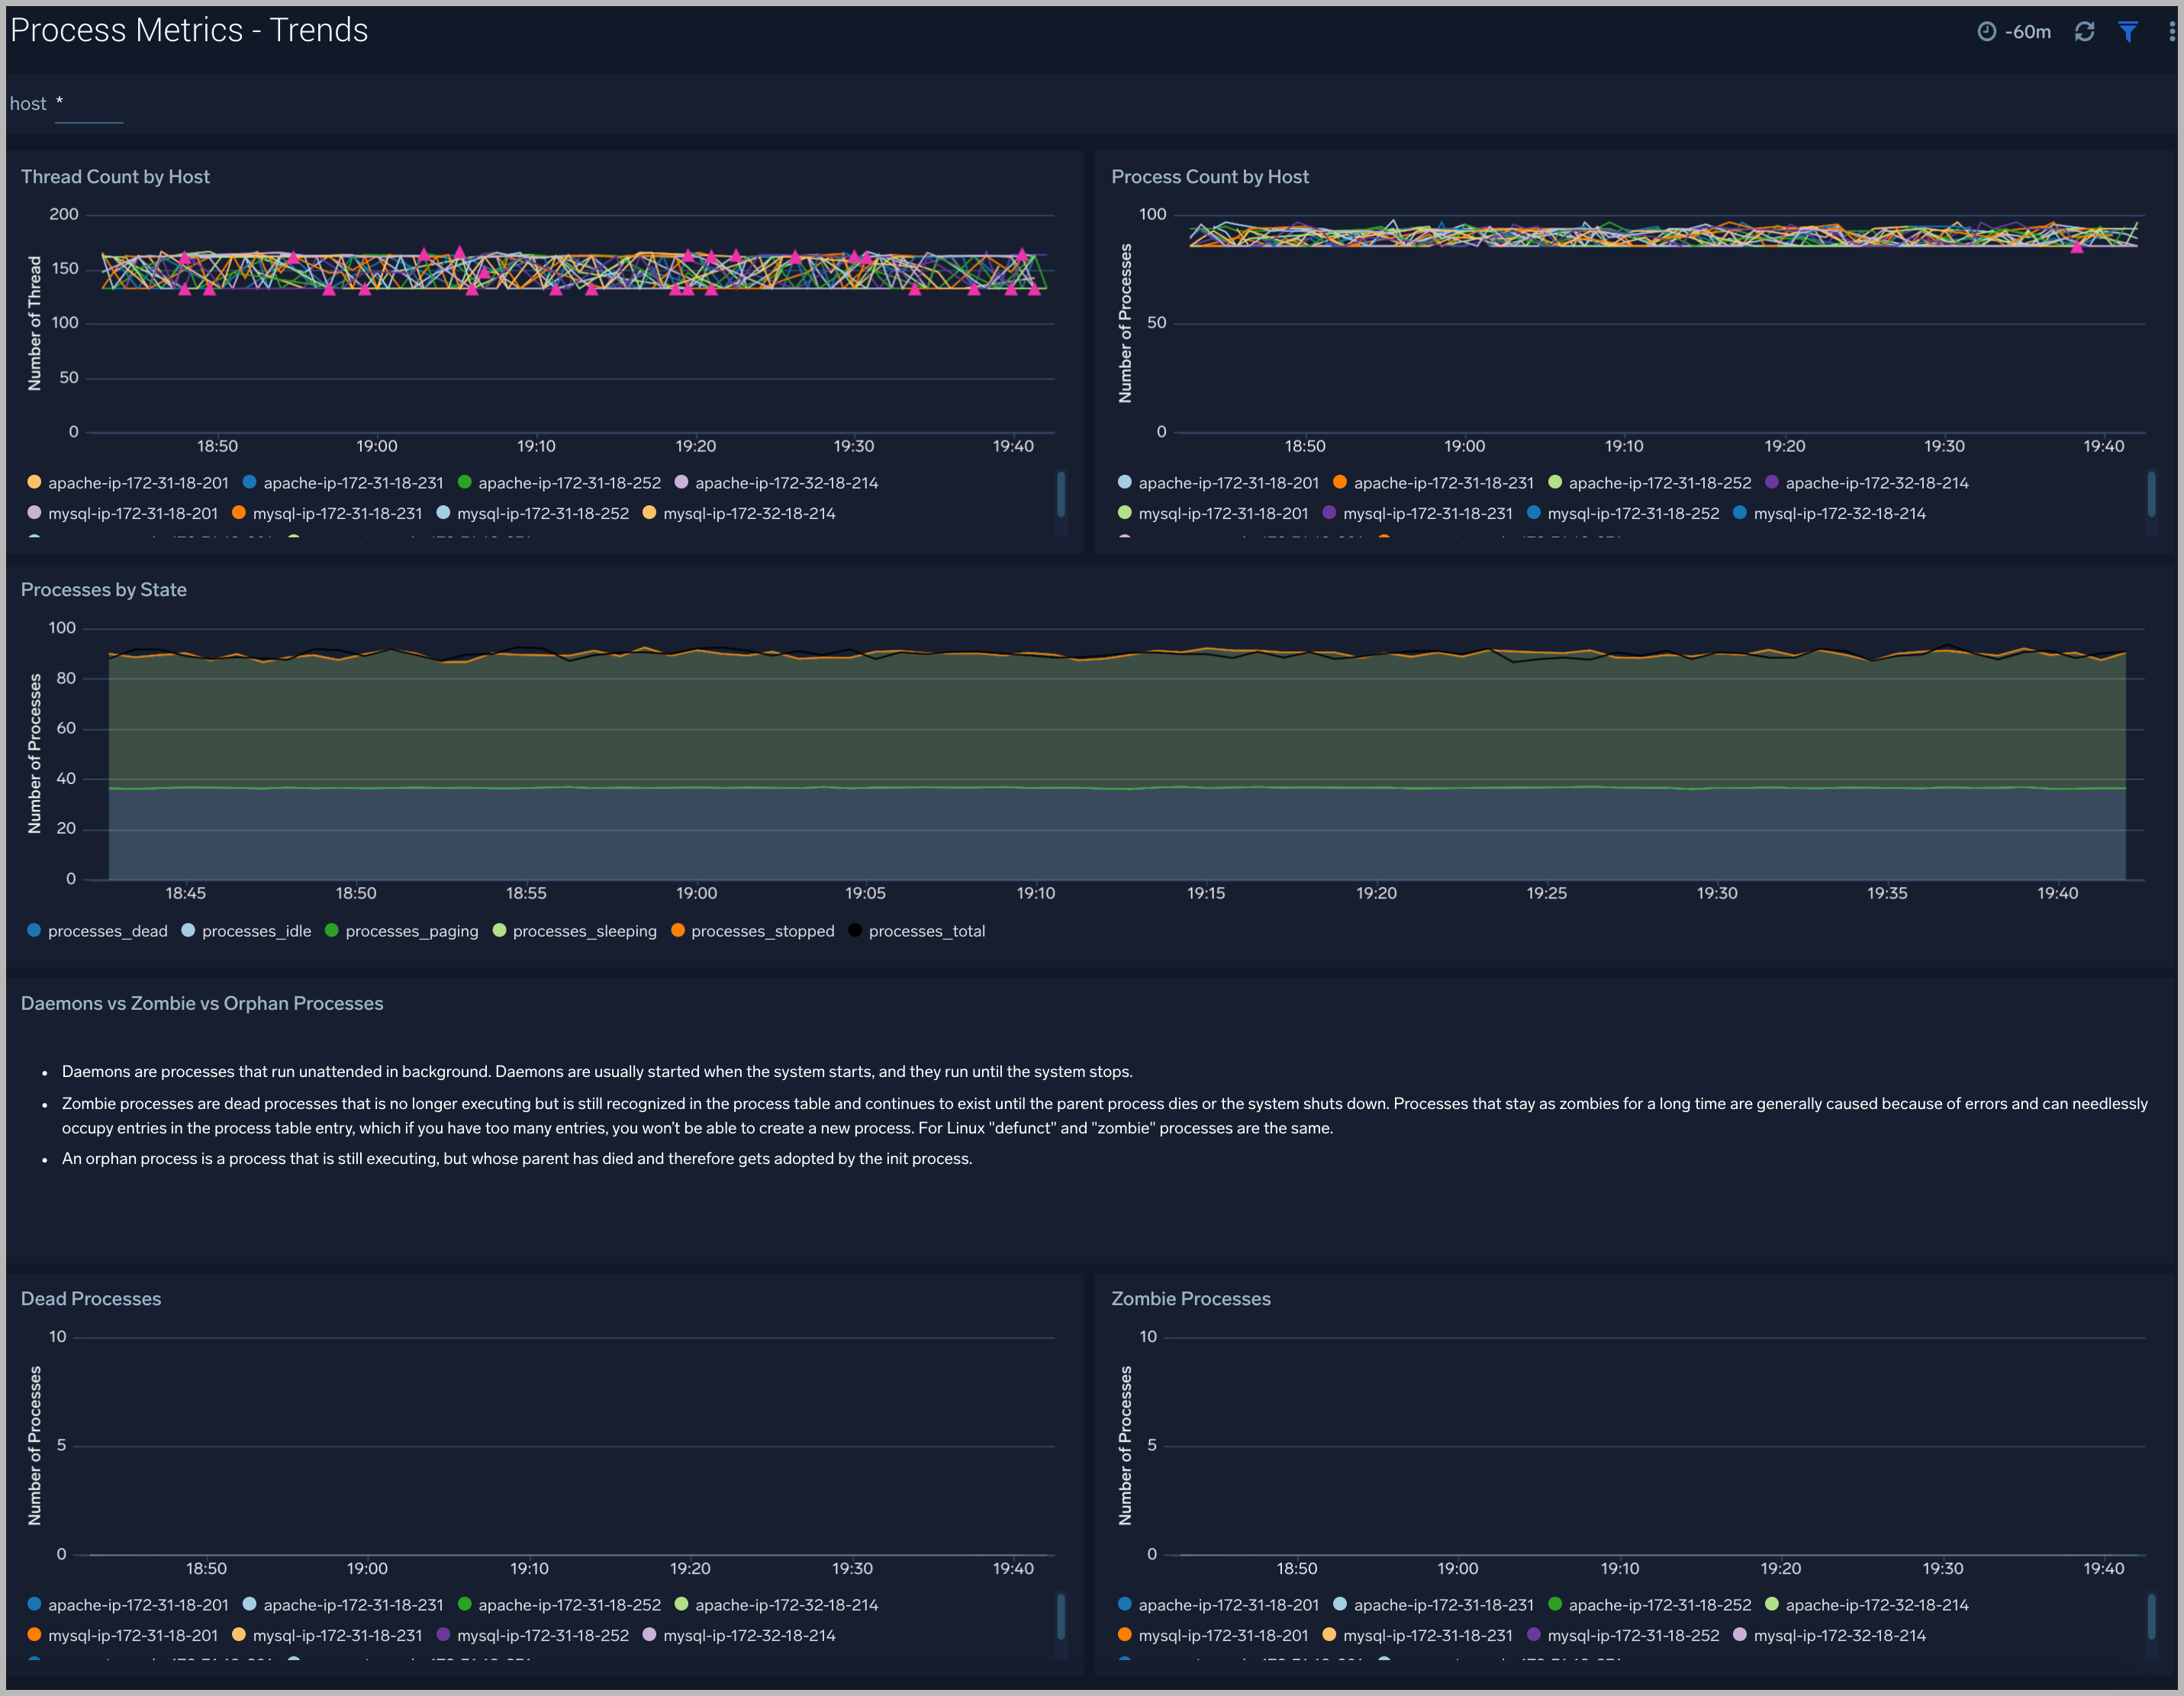 Process Metrics - Trends
-60m
host *
Thread Count by Host
200
150
100
50
0
Number of Thread
18:50 19:00 19:10 19:20 19:30 19:40
apache-ip-172-31-18-201 apache-ip-172-31-18-231 apache-ip-172-31-18-252 apache-ip-172-32-18-214
mysql-ip-172-31-18-201 mysql-ip-172-31-18-231 mysql-ip-172-31-18-252 mysql-ip-172-32-18-214
Process Count by Host
100
50
0
Number of Processes
18:50 19:00 19:10 19:20 19:30 19:40
apache-ip-172-31-18-201 apache-ip-172-31-18-231 apache-ip-172-31-18-252 apache-ip-172-32-18-214
mysql-ip-172-31-18-201 mysql-ip-172-31-18-231 mysql-ip-172-31-18-252 mysql-ip-172-32-18-214
Processes by State
100
80
60
40
20
0
Number of Processes
18:45 18:50 18:55 19:00 19:05 19:10 19:15 19:20 19:25 19:30 19:35 19:40
processes_dead processes_idle processes_paging processes_sleeping processes_stopped processes_total
Daemons vs Zombie vs Orphan Processes
• Daemons are processes that run unattended in background. Daemons are usually started when the system starts, and they run until the system stops.
• Zombie processes are dead processes that is no longer executing but is still recognized in the process table and continues to exist until the parent process dies or the system shuts down. Processes that stay as zombies for a long time are generally caused because of errors and can needlessly
occupy entries in the process table entry, which if you have too many entries, you won't be able to create a new process. For Linux "defunct" and "zombie" processes are the same.
• An orphan process is a process that is still executing, but whose parent has died and therefore gets adopted by the init process.
Dead Processes
10
5
0
Number of Processes
18:50 19:00 19:10 19:20 19:30 19:40
apache-ip-172-31-18-201 apache-ip-172-31-18-231 apache-ip-172-31-18-252 apache-ip-172-32-18-214
mysql-ip-172-31-18-201 mysql-ip-172-31-18-231 mysql-ip-172-31-18-252 mysql-ip-172-32-18-214
Zombie Processes
10
5
0
Number of Processes
18:50 19:00 19:10 19:20 19:30 19:40
apache-ip-172-31-18-201 apache-ip-172-31-18-231 apache-ip-172-31-18-252 apache-ip-172-32-18-214
mysql-ip-172-31-18-201 mysql-ip-172-31-18-231 mysql-ip-172-31-18-252 mysql-ip-172-32-18-214